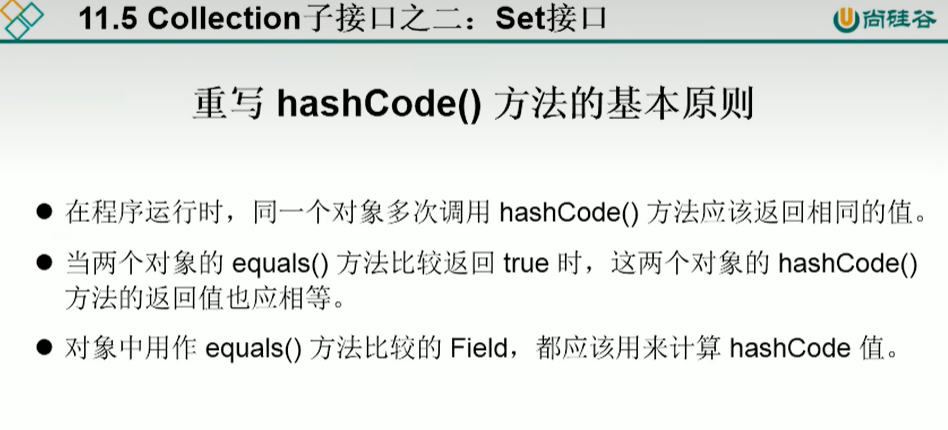 11.5 Collection子接口之二：Set接口
尚硅谷
重写 hashCode() 方法的基本原则
● 在程序运行时，同一个对象多次调用 hashCode() 方法应该返回相同的值。
● 当两个对象的 equals() 方法比较返回 true 时，这两个对象的 hashCode()
方法的返回值也应相等。
● 对象中用作 equals() 方法比较的 Field，都应该用来计算 hashCode 值。